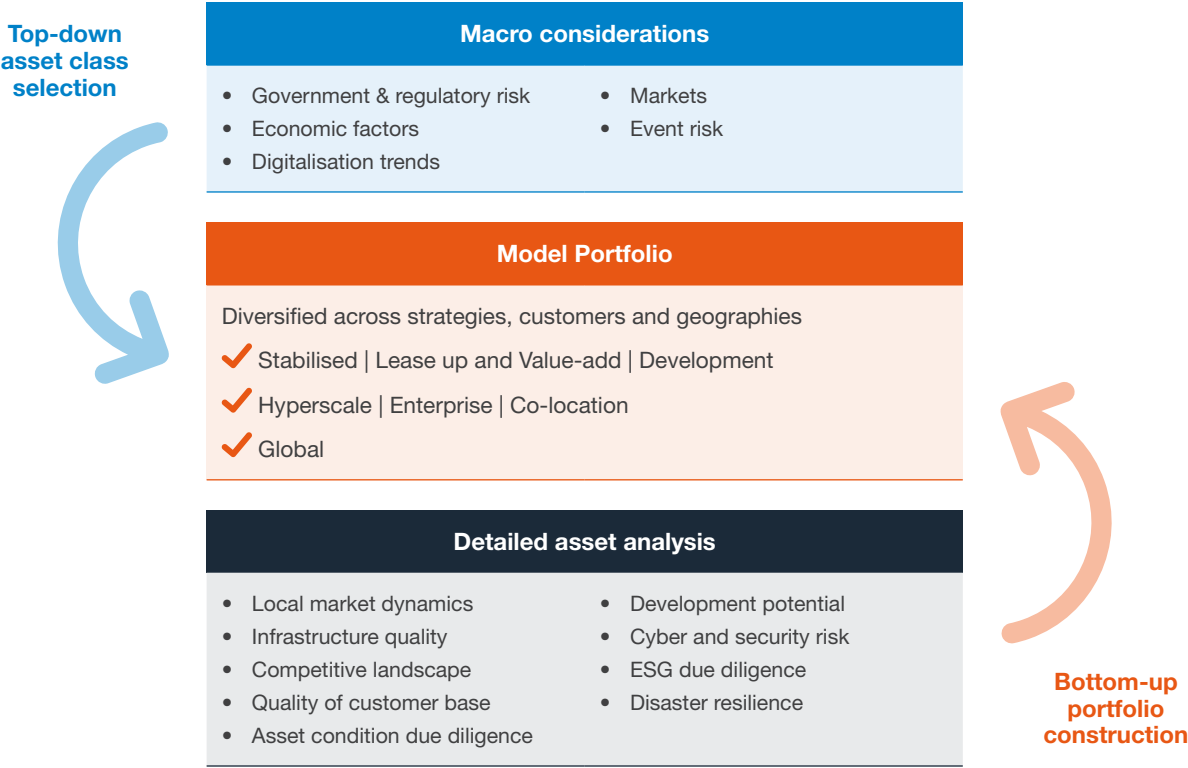 Top-down
asset class
selection
Macro considerations
• Government & regulatory risk
• Economic factors
• Digitalisation trends
• Markets
• Event risk
Model Portfolio
Diversified across strategies, customers and geographies
Stabilised | Lease up and Value-add | Development
Hyperscale | Enterprise | Co-location
Global
Detailed asset analysis
• Local market dynamics
• Infrastructure quality
• Competitive landscape
• Quality of customer base
• Asset condition due diligence
• Development potential
• Cyber and security risk
• ESG due diligence
• Disaster resilience
Bottom-up
portfolio
construction